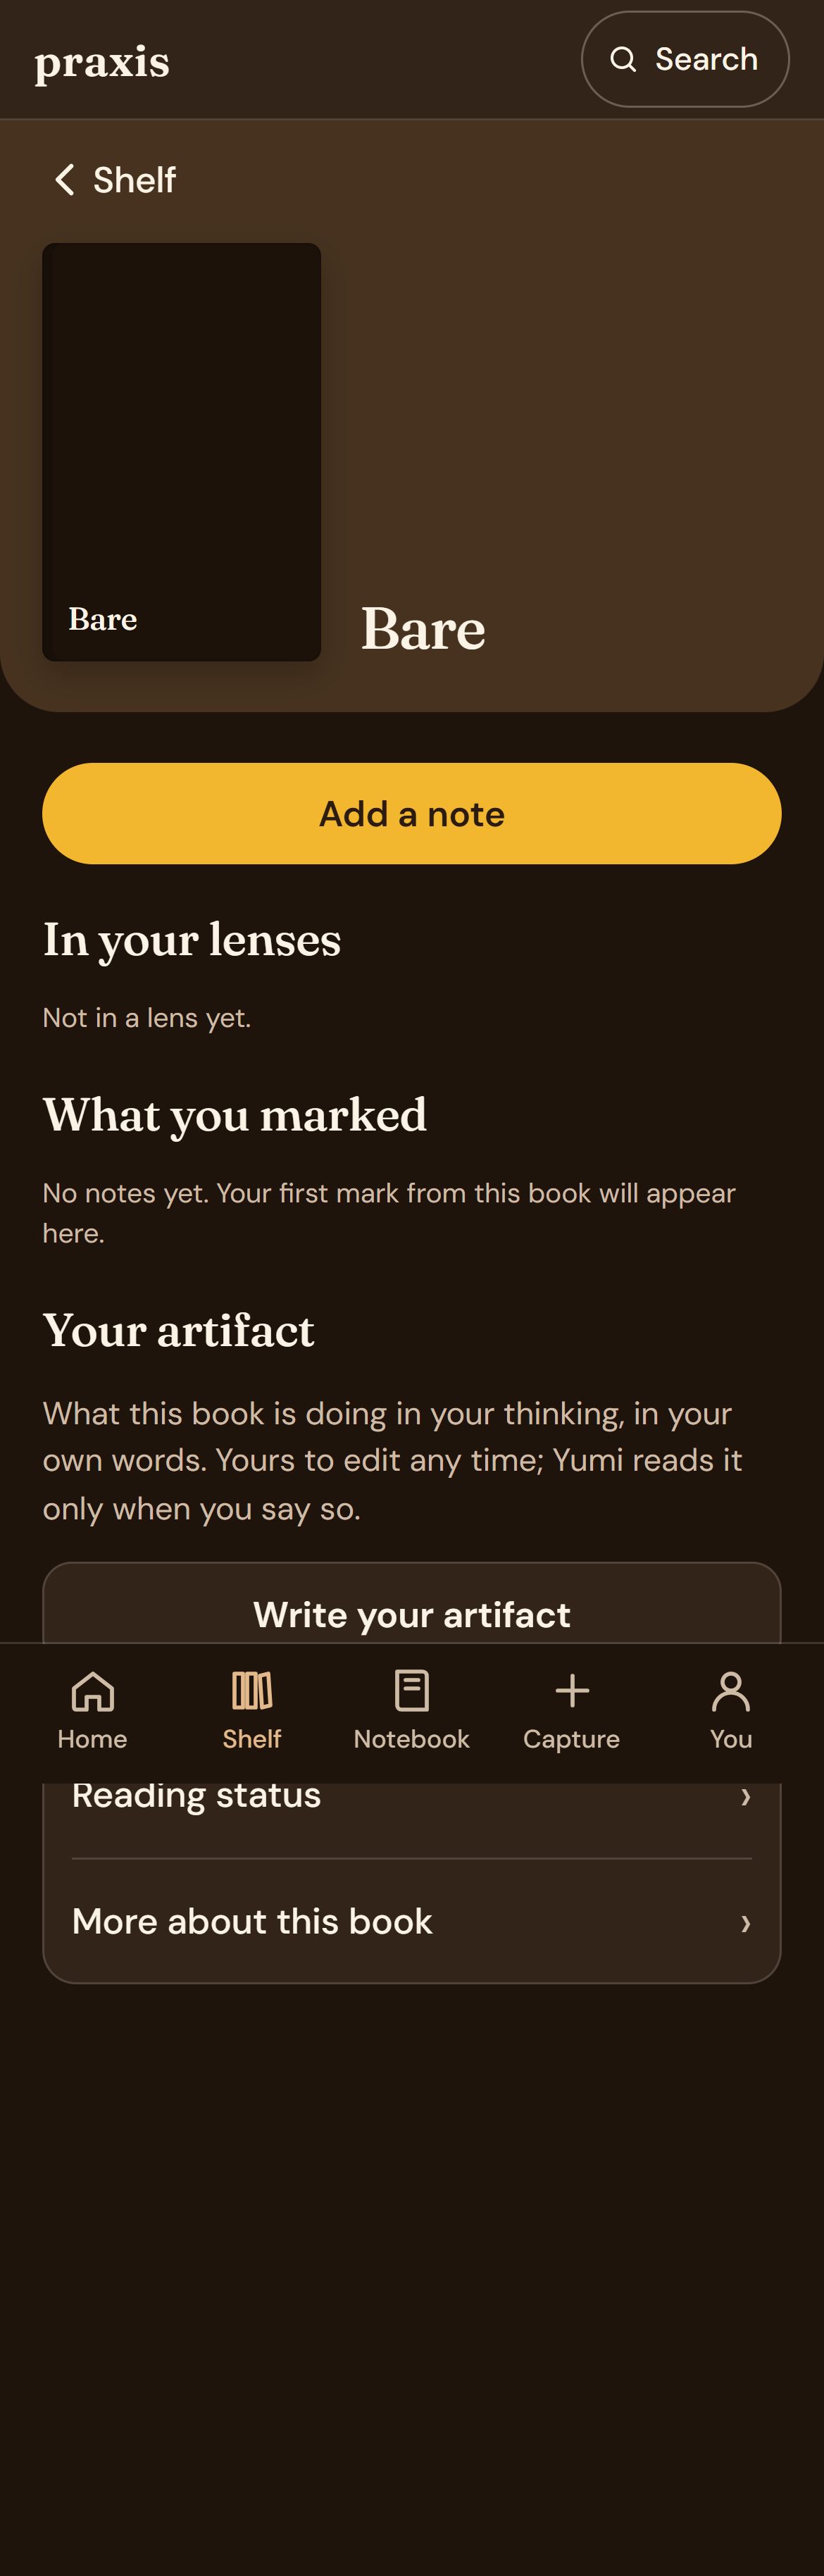 praxis
Search
Shelf
Bare
Bare
Add a note
In your lenses
Not in a lens yet.
What you marked
No notes yet. Your first mark from this book will appear
here.
Your artifact
What this book is doing in your thinking, in your
own words. Yours to edit any time; Yumi reads it
only when you say so.
Write your artifact
Home
Shelf
Notebook
Capture
You
Reading status
More about this book